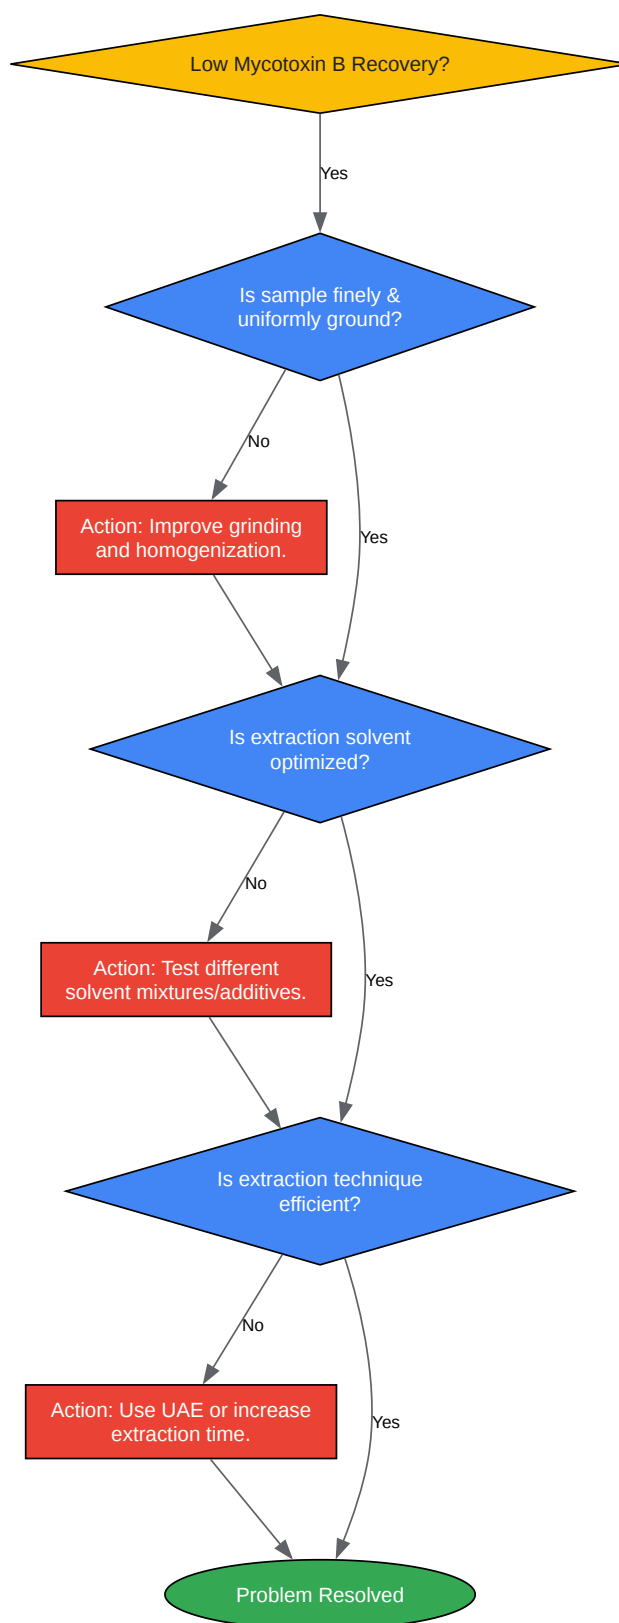 Low Mycotoxin B Recovery?
Yes
Is sample finely &
uniformly ground?
No
Action: Improve grinding
and homogenization.
Yes
Is extraction solvent
optimized?
No
Action: Test different
solvent mixtures/additives.
Yes
Is extraction technique
efficient?
No
Action: Use UAE or increase
extraction time.
Yes
Problem Resolved